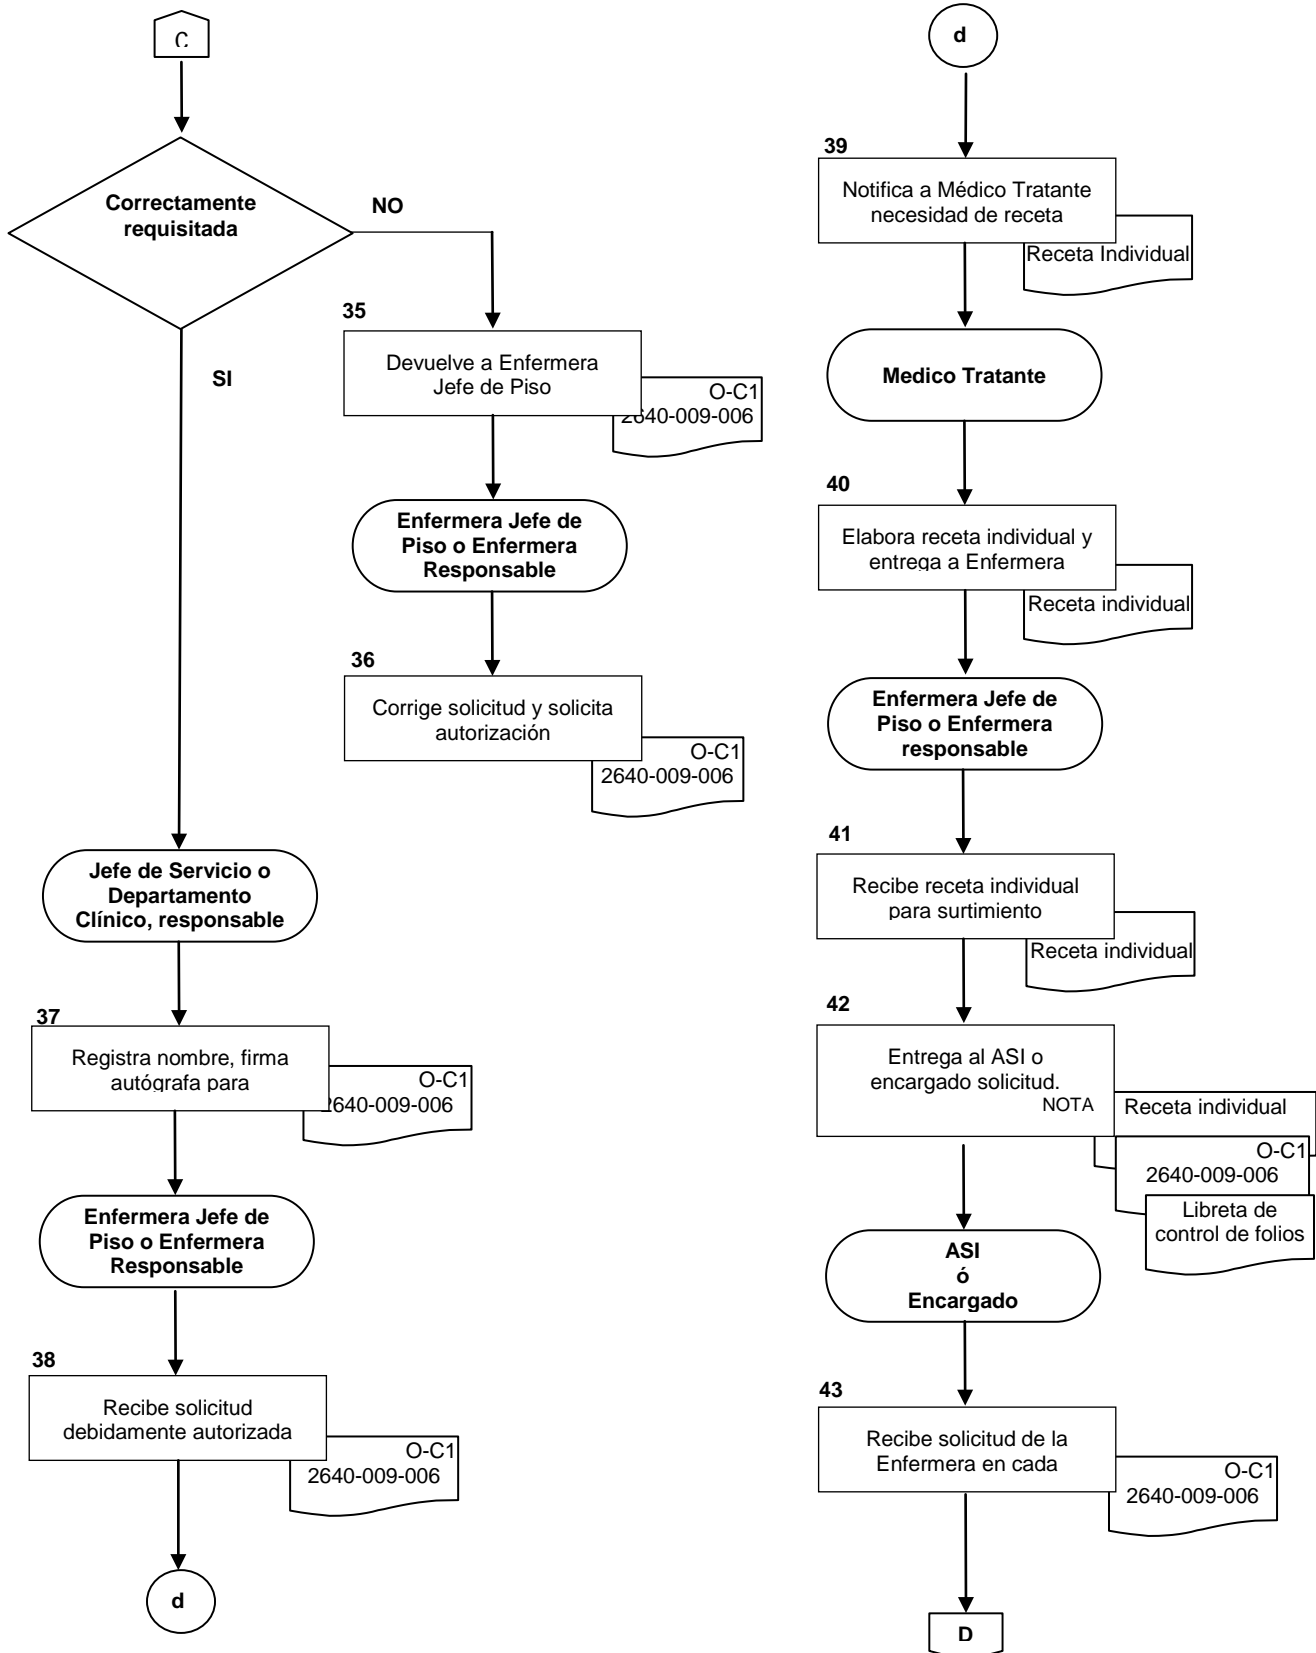 C
Correctamente
requisitada
NO
SI
35
Devuelve a Enfermera
Jefe de Piso
O-C1
2640-009-006
Enfermera Jefe de
Piso o Enfermera
Responsable
36
Corrige solicitud y solicita
autorización
O-C1
2640-009-006
Jefe de Servicio o
Departamento
Clínico, responsable
37
Registra nombre, firma
autógrafa para
O-C1
2640-009-006
Enfermera Jefe de
Piso o Enfermera
Responsable
38
Recibe solicitud
debidamente autorizada
O-C1
2640-009-006
d
d
39
Notifica a Médico Tratante
necesidad de receta
Receta Individual
Medico Tratante
40
Elabora receta individual y
entrega a Enfermera
Receta individual
Enfermera Jefe de
Piso o Enfermera
responsable
41
Recibe receta individual
para surtimiento
Receta individual
42
Entrega al ASI o
encargado solicitud.
NOTA
Receta individual
O-C1
2640-009-006
Libreta de
control de folios
ASI
ó
Encargado
43
Recibe solicitud de la
Enfermera en cada
O-C1
2640-009-006
D